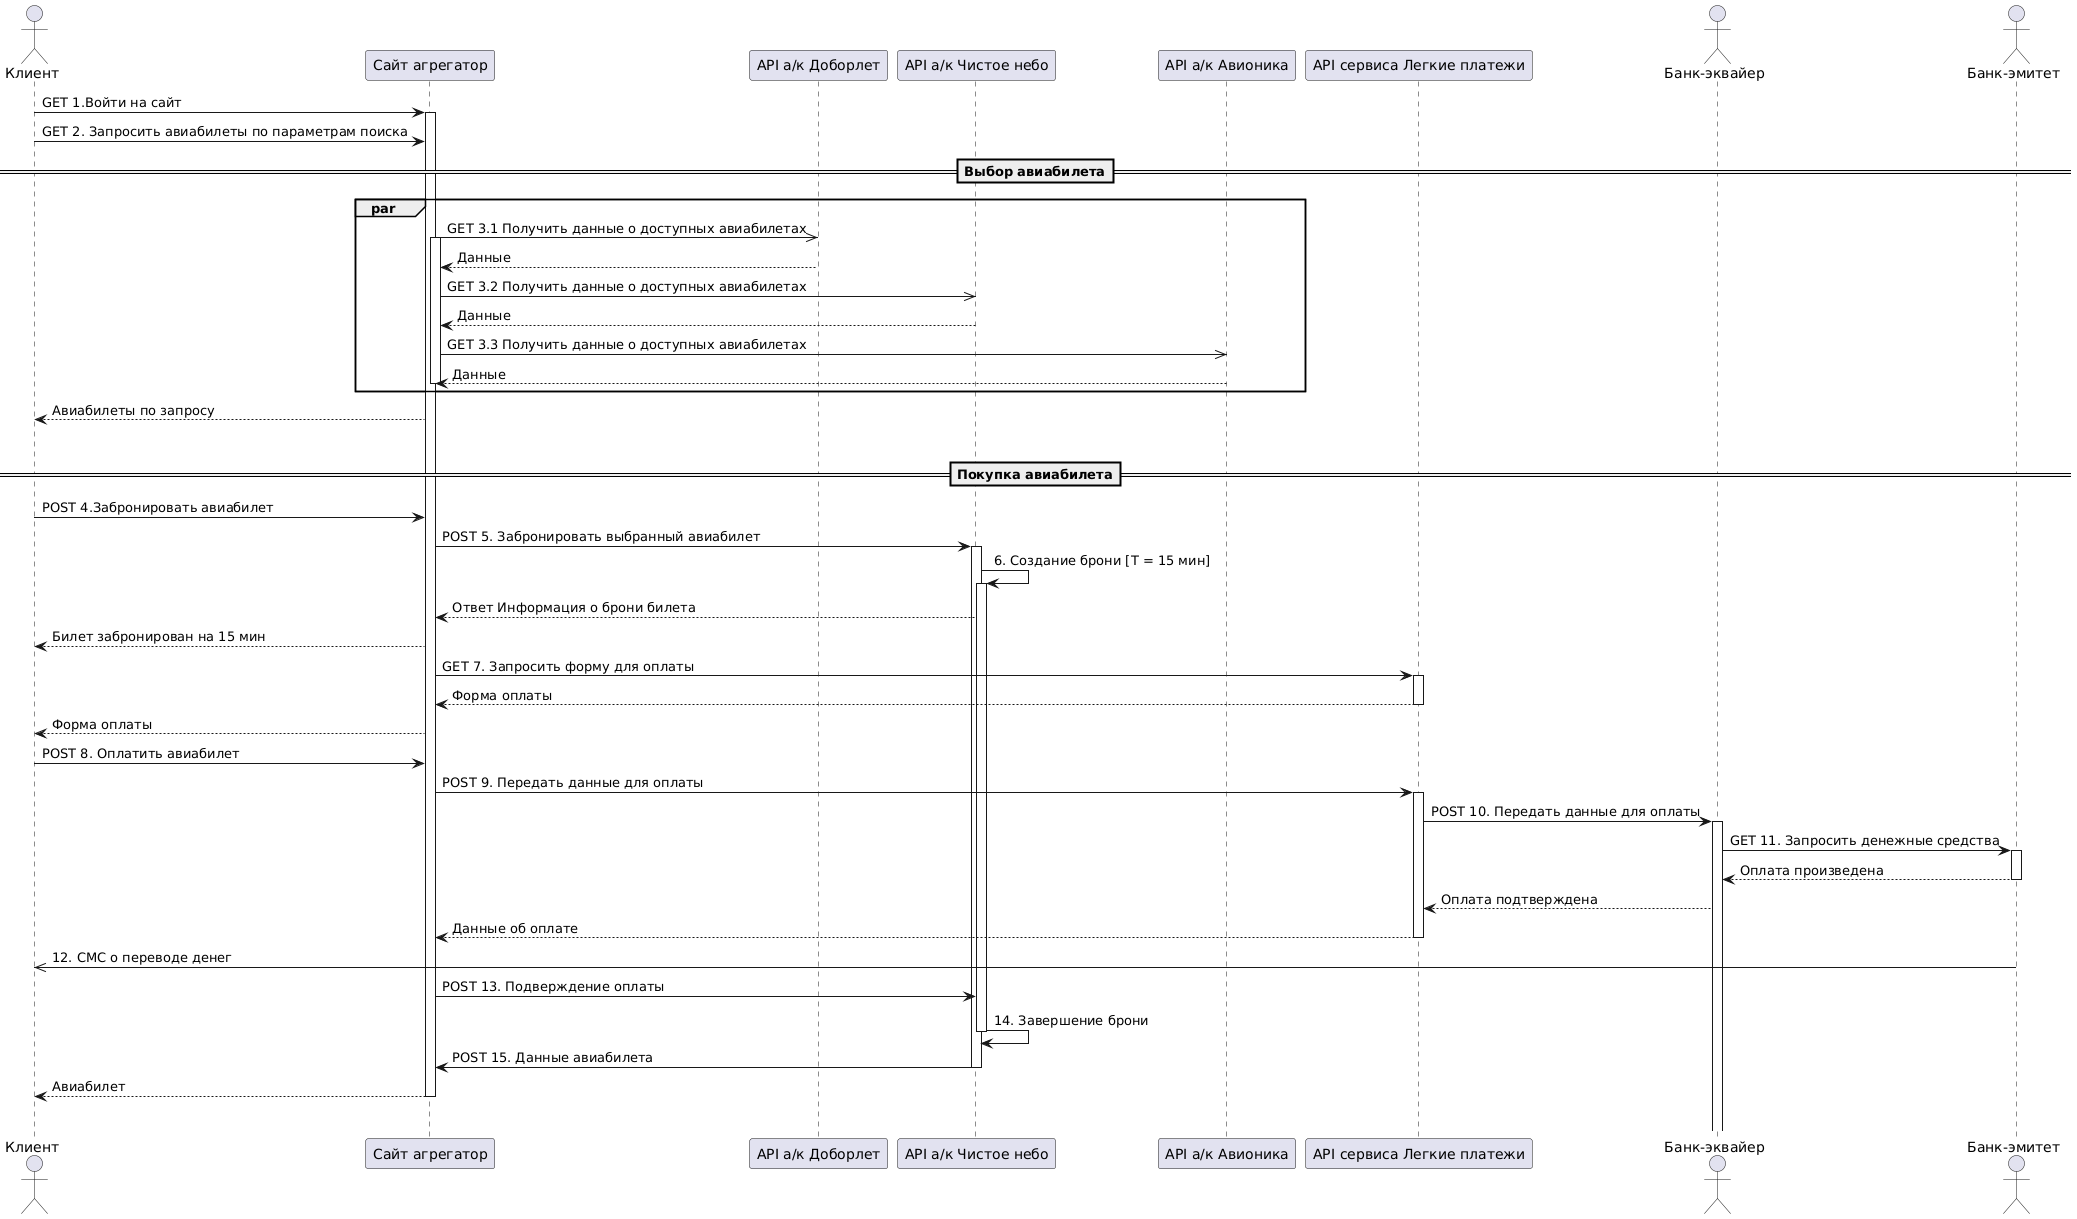 Клиент
Сайт агрегатор
API а/к Доборлет
API а/к Чистое небо
API а/к Авионика
API сервиса Легкие платежи
Банк-эквайер
Банк-эмитет
GET 1.Войти на сайт
GET 2. Запросить авиабилеты по параметрам поиска
Выбор авиабилета
par
GET 3.1 Получить данные о доступных авиабилетах
Данные
GET 3.2 Получить данные о доступных авиабилетах
Данные
GET 3.3 Получить данные о доступных авиабилетах
Данные
Авиабилеты по запросу
Покупка авиабилета
POST 4.Забронировать авиабилет
POST 5. Забронировать выбранный авиабилет
6. Создание брони [T = 15 мин]
Ответ Информация о брони билета
Билет забронирован на 15 мин
GET 7. Запросить форму для оплаты
Форма оплаты
Форма оплаты
POST 8. Оплатить авиабилет
POST 9. Передать данные для оплаты
POST 10. Передать данные для оплаты
GET 11. Запросить денежные средства
Оплата произведена
Оплата подтверждена
Данные об оплате
12. СМС о переводе денег
POST 13. Подверждение оплаты
14. Завершение брони
POST 15. Данные авиабилета
Авиабилет
Клиент
Сайт агрегатор
API а/к Доборлет
API а/к Чистое небо
API а/к Авионика
API сервиса Легкие платежи
Банк-эквайер
Банк-эмитет